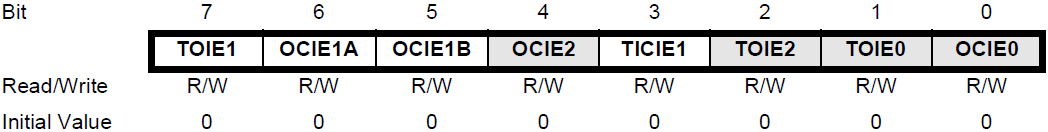 Bit 7 6 5 4 3 2 1 0
TOIE1 OCIE1A OCIE1B OCIE2 TICIE1 TOIE2 TOIE0 OCIE0
Read/Write R/W R/W R/W R/W R/W R/W R/W R/W
Initial Value 0 0 0 0 0 0 0 0